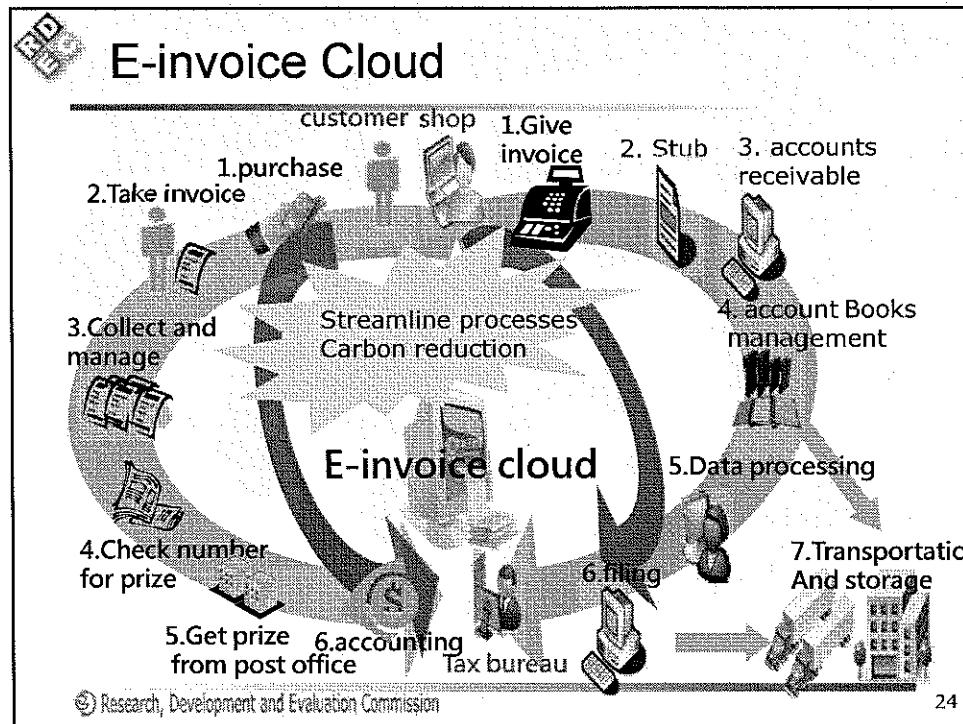 RDEC
E-invoice Cloud
customer shop
1.Give
invoice
2. Stub
3. accounts
receivable
1.purchase
2.Take invoice
3.Collect and
manage
Streamline processes
Carbon reduction
4. account Books
management
E-invoice cloud
5.Data processing
4.Check number
for prize
5.Get prize
from post office
6.accounting
$
Tax bureau
6.filing
7.Transportatic
And storage
Research, Development and Evaluation Commission
24